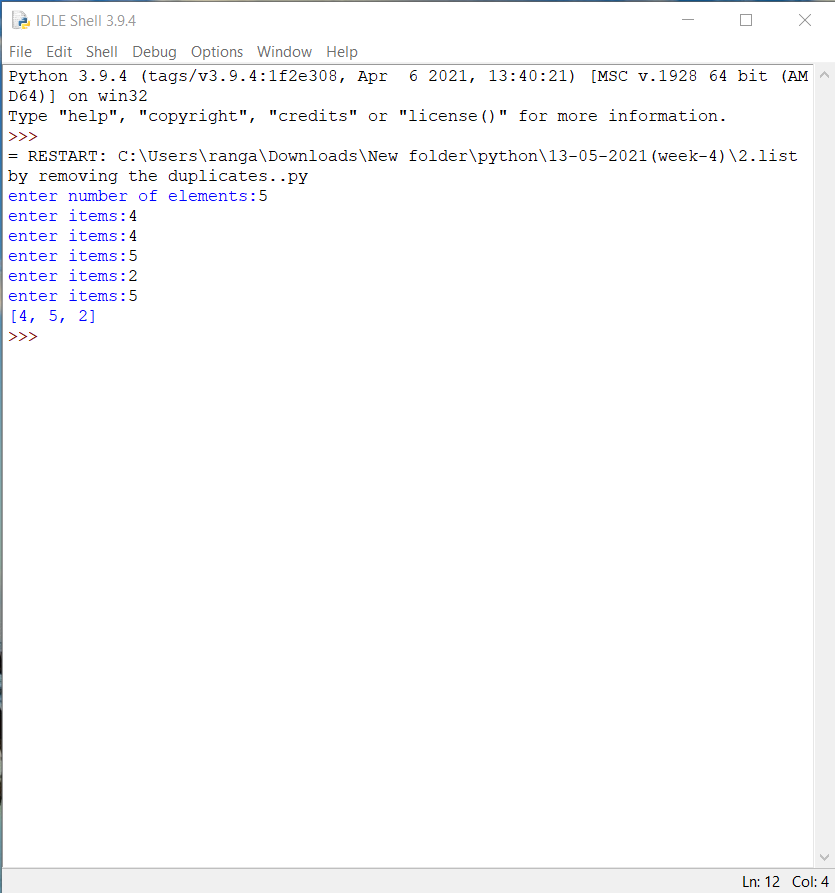 IDLE Shell 3.9.4
File Edit Shell Debug Options Window Help
Python 3.9.4 (tags/v3.9.4:1f2e308, Apr  6 2021, 13:40:21) [MSC v.1928 64 bit (AM
D64)] on win32
Type "help", "copyright", "credits" or "license()" for more information.
>>>
= RESTART: C:\Users\ranga\Downloads\New folder\python\13-05-2021(week-4)\2.list
by removing the duplicates..py
enter number of elements:5
enter items:4
enter items:4
enter items:5
enter items:2
enter items:5
[4, 5, 2]
>>>
Ln: 12 Col: 4